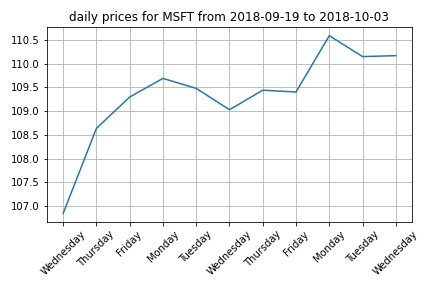 daily prices for MSFT from 2018-09-19 to 2018-10-03
110.5
110.0
109.5
109.0
108.5
108.0
107.5
107.0
Wednesday
Thursday
Friday
Monday
Tuesday
Wednesday
Thursday
Friday
Monday
Tuesday
Wednesday